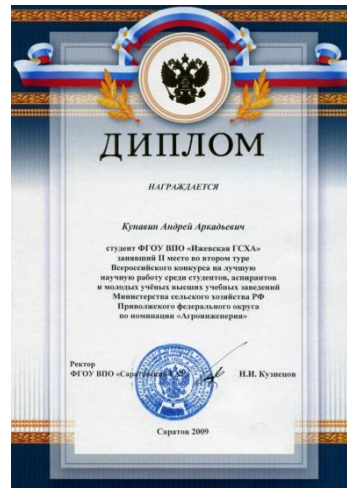 ДИПЛОМ
НАГРАЖДАЕТСЯ
Кунавин Андрей Аркадьевич
студент ФГОУ ВПО «Ижевская ГСХА»
занявший II место во втором туре
Всероссийского конкурса на лучшую
научную работу среди студентов, аспирантов
и молодых учёных высших учебных заведений
Министерства сельского хозяйства РФ
Приволжского федерального округа
по номинации «Агроинженерия»
Ректор
ФГОУ ВПО «Саратовский ГАУ» Н.И. Кузнецов
Саратов 2009